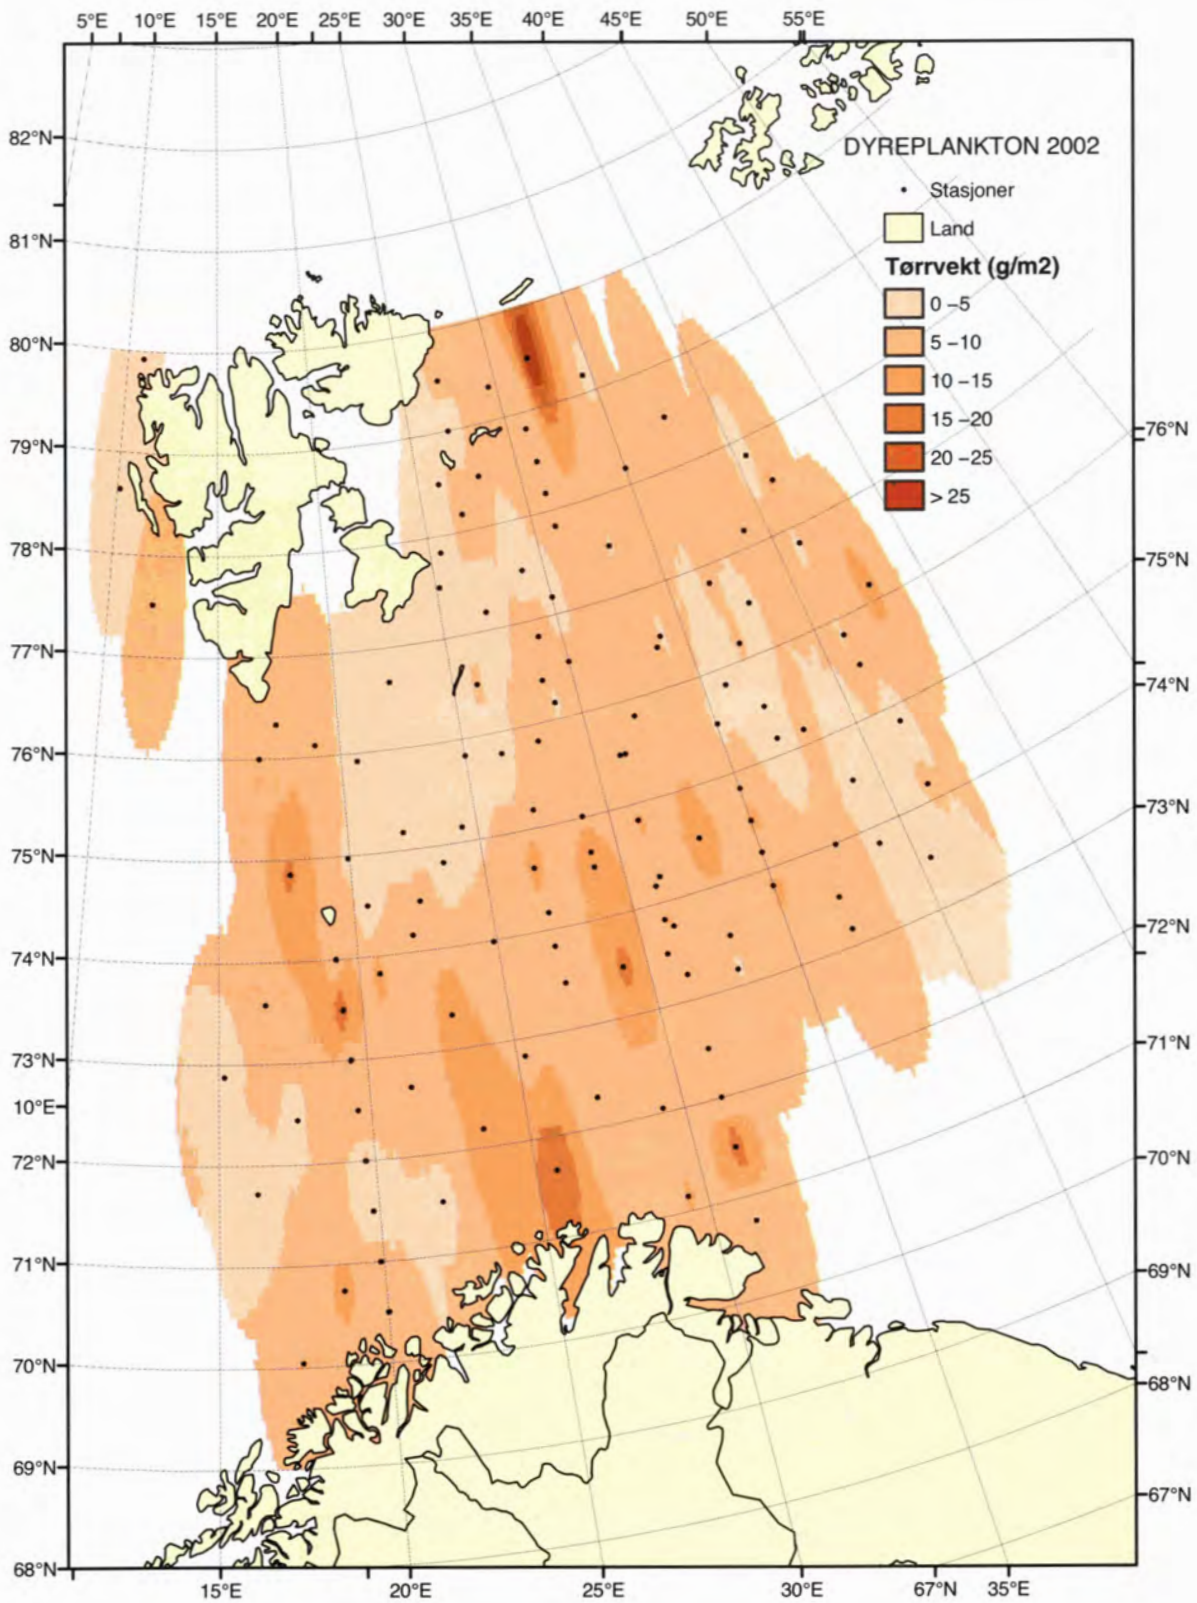 5°E 10°E 15°E 20°E 25°E 30°E 35°E 40°E 45°E 50°E 55°E
82°N
DYREPLANKTON 2002
Stasjoner
81°N
Land
Tørrvekt (g/m2)
0 –5
80°N
5 –10
10 –15
15 –20
79°N
76°N
20 –25
> 25
78°N
75°N
77°N
74°N
76°N
73°N
75°N
72°N
74°N
71°N
73°N
10°E
72°N
70°N
71°N
69°N
70°N
68°N
69°N
67°N
68°N
15°E 20°E 25°E 30°E 67°N 35°E